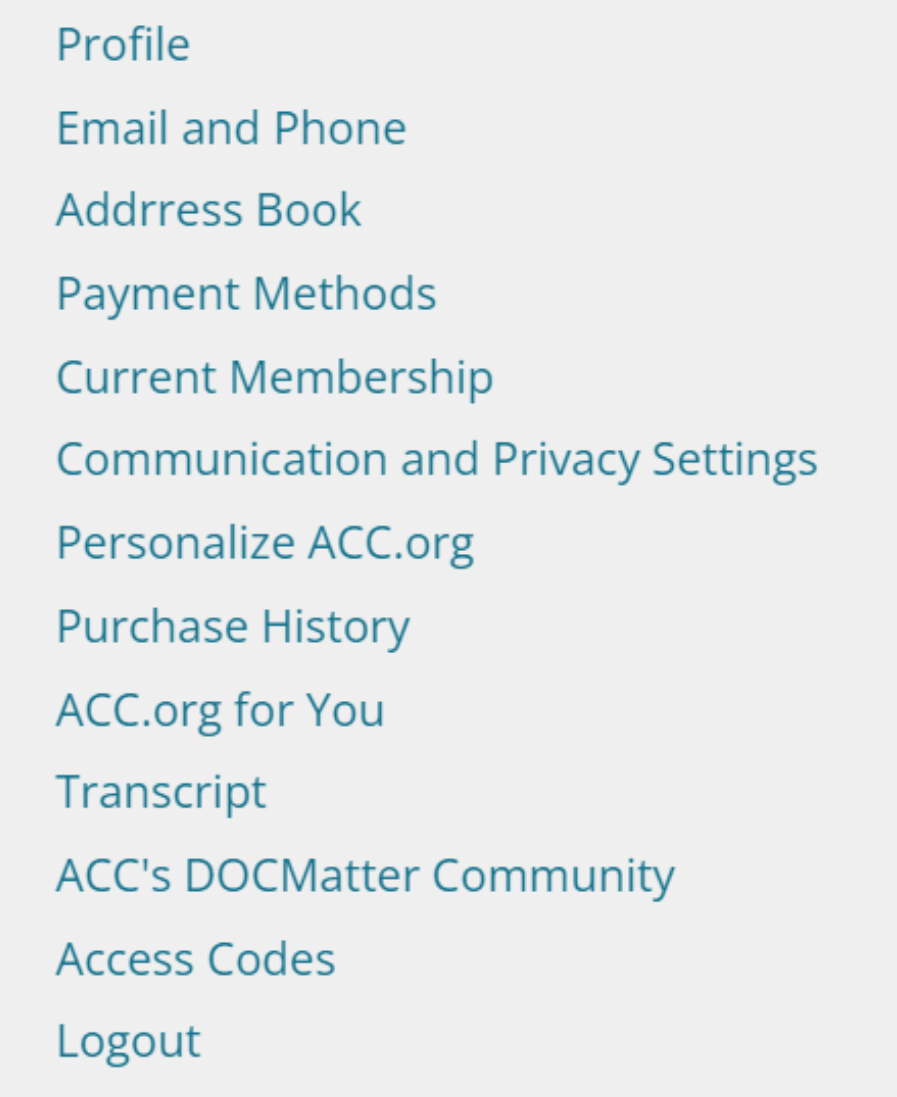 Profile
Email and Phone
Addrress Book
Payment Methods
Current Membership
Communication and Privacy Settings
Personalize ACC.org
Purchase History
ACC.org for You
Transcript
ACC's DOCMatter Community
Access Codes
Logout